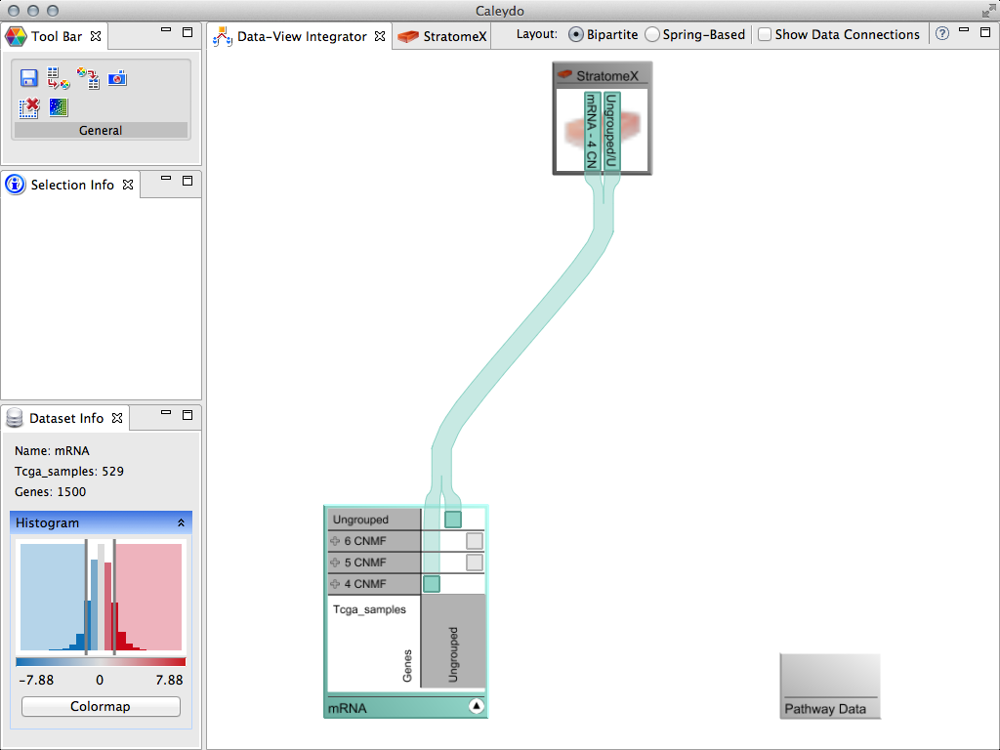 Caleydo
Tool Bar
General
Selection Info
Dataset Info
Name: mRNA
Tcga_samples: 529
Genes: 1500
Histogram
-7.88 0 7.88
Colormap
Data-View Integrator StratomeX Layout: Bipartite Spring-Based Show Data Connections ?
StratomeX
mRNA - 4 CN
Ungrouped/U
Ungrouped
6 CNMF
5 CNMF
4 CNMF
Tcga_samples
Genes
Ungrouped
mRNA
Pathway Data